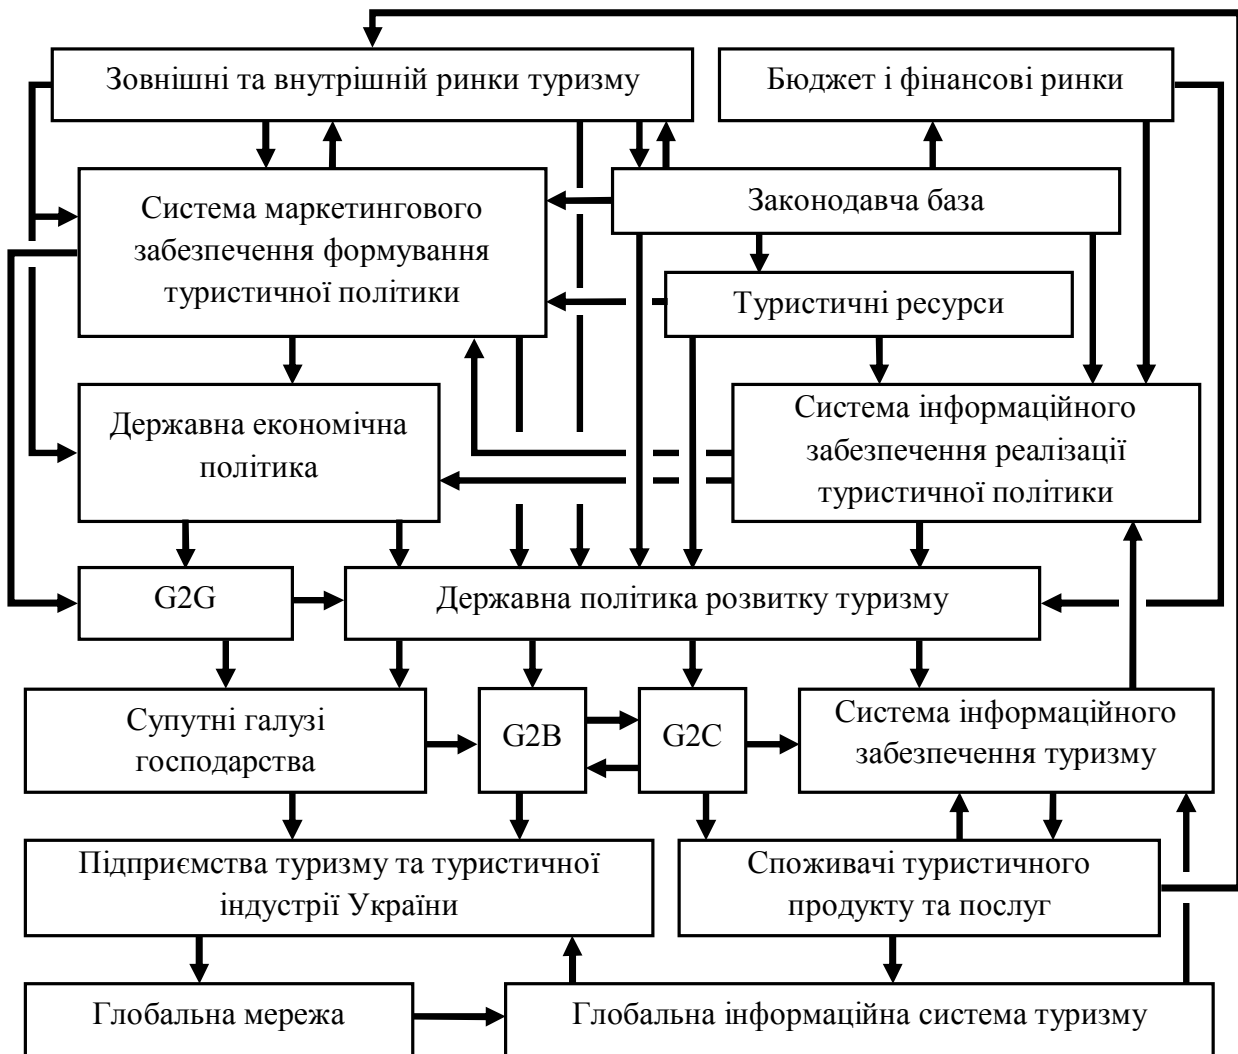 Зовнішні та внутрішній ринки туризму
Бюджет і фінансові ринки
Система маркетингового
забезпечення формування
туристичної політики
Законодавча база
Туристичні ресурси
Державна економічна
політика
Система інформаційного
забезпечення реалізації
туристичної політики
G2G
Державна політика розвитку туризму
Супутні галузі
господарства
G2B
G2C
Система інформаційного
забезпечення туризму
Підприємства туризму та туристичної
індустрії України
Споживачі туристичного
продукту та послуг
Глобальна мережа
Глобальна інформаційна система туризму